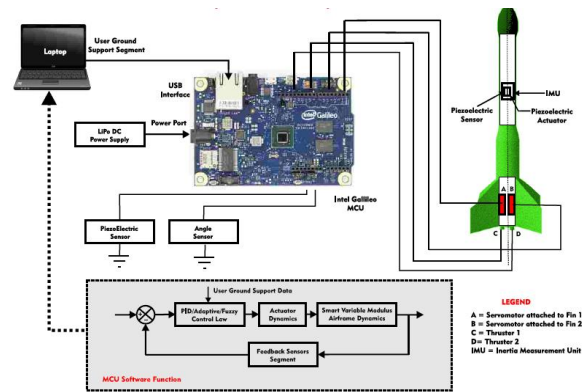 Laptop
User Ground
Support Segment
USB
Interface
Power Port
LiPo DC
Power Supply
intel Galileo
Intel Gallileo
MCU
PiezoElectric
Sensor
Angle
Sensor
IMU
Piezoelectric
Sensor
Piezoelectric
Actuator
A B
C D
User Ground Support Data
PID/Adaptive/Fuzzy
Control Law
Actuator
Dynamics
Smart Variable Modulus
Airframe Dynamics
Feedback Sensors
Segment
MCU Software Function
LEGEND
A = Servomotor attached to Fin 1
B = Servomotor attached to Fin 2
C = Thruster 1
D= Thruster 2
IMU = Inertia Measurement Unit